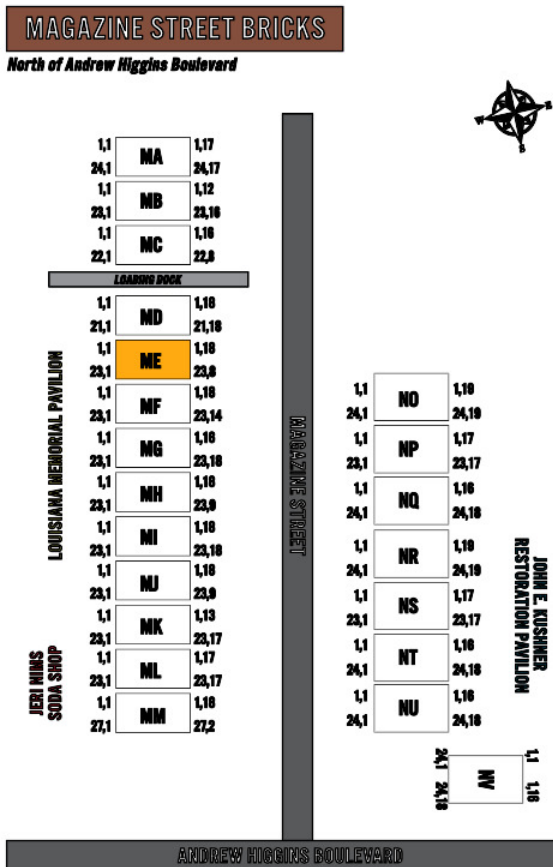 MAGAZINE STREET BRICKS
North of Andrew Higgins Boulevard
1,1 1,17
MA
24,1 24,17
1,1 1,12
MB
23,1 23,16
1,1 1,16
MC
22,1 22,8
LOADING DOCK
1,1 1,18
MD
21,1 21,18
1,1 1,18
ME
23,1 23,8
1,1 1,18
MF
23,1 23,14
1,1 1,16
MG
23,1 23,18
1,1 1,18
MH
23,1 23,9
1,1 1,18
MI
23,1 23,18
1,1 1,18
MJ
23,1 23,9
1,1 1,13
MK
23,1 23,17
1,1 1,17
ML
23,1 23,17
1,1 1,18
MM
27,1 27,2
LOUISIANA MEMORIAL PAVILION
JERI NIMS
SODA SHOP
MAGAZINE STREET
1,1 1,19
NO
24,1 24,19
1,1 1,17
NP
23,1 23,17
1,1 1,16
NQ
24,1 24,18
1,1 1,19
NR
24,1 24,19
1,1 1,17
NS
23,1 23,17
1,1 1,16
NT
24,1 24,18
1,1 1,16
NU
24,1 24,18
1,1 1,16
NV
24,1 24,18
JOHN E. KUSHNER
RESTORATION PAVILION
ANDREW HIGGINS BOULEVARD